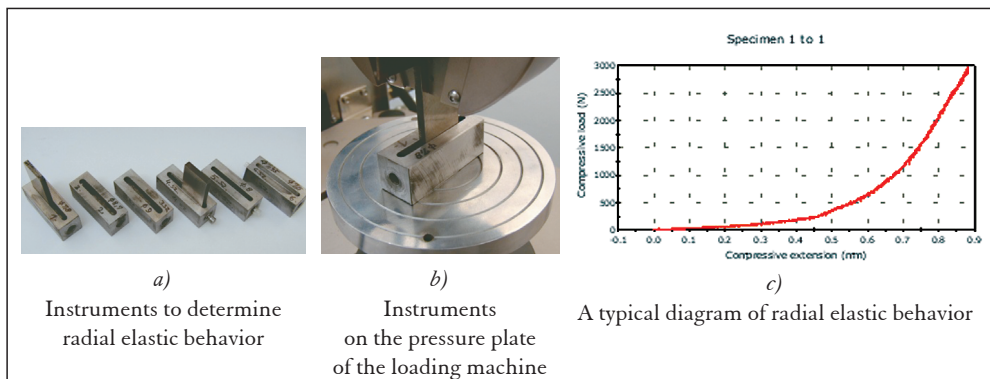 Specimen 1 to 1
Compressive load (N)
3000
2500
2000
1500
1000
500
0
-0.1 0.0 0.1 0.2 0.3 0.4 0.5 0.6 0.7 0.8 0.9
Compressive extension (mm)
a)
Instruments to determine
radial elastic behavior
b)
Instruments
on the pressure plate
of the loading machine
c)
A typical diagram of radial elastic behavior